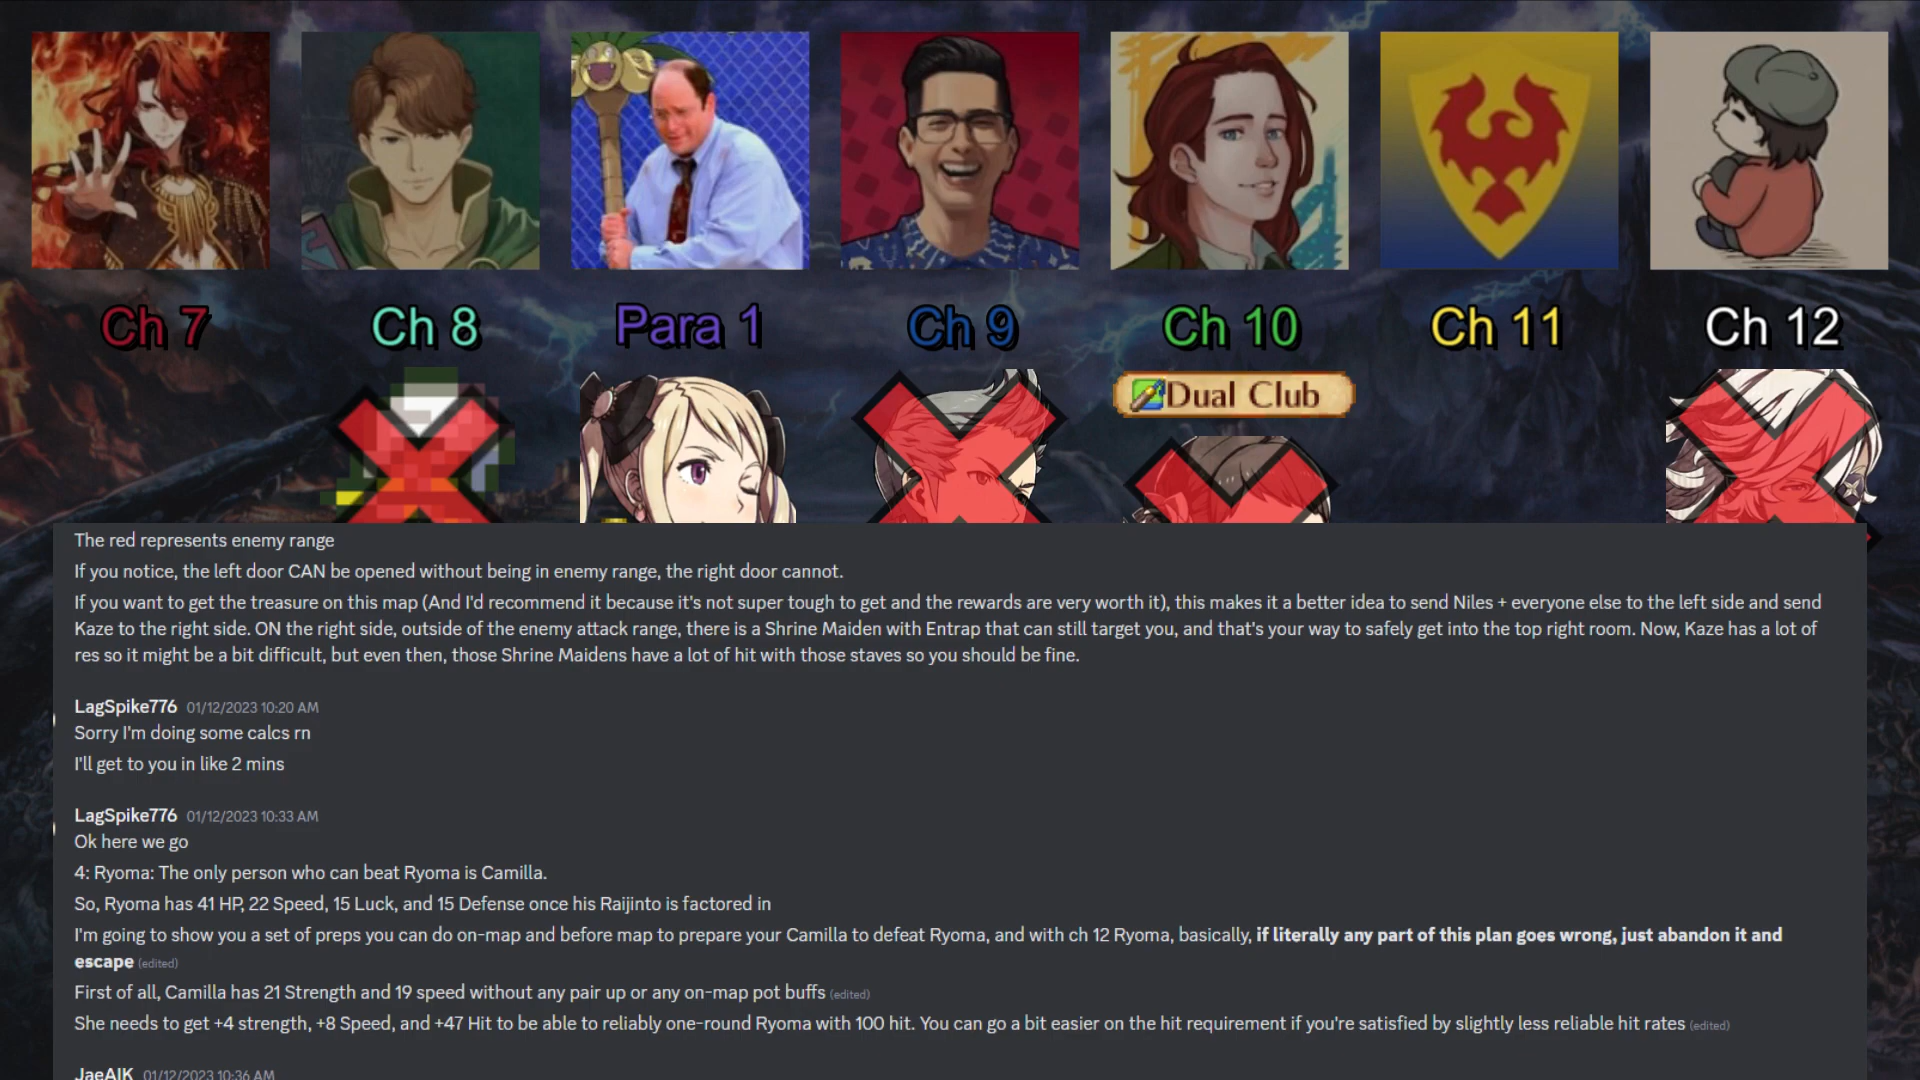 Ch 7
Ch 8
Para 1
Ch 9
Ch 10
Ch 11
Ch 12
Dual Club
The red represents enemy range
If you notice, the left door CAN be opened without being in enemy range, the right door cannot.
If you want to get the treasure on this map (And I'd recommend it because it's not super tough to get and the rewards are very worth it), this makes it a better idea to send Niles + everyone else to the left side and send
Kaze to the right side. ON the right side, outside of the enemy attack range, there is a Shrine Maiden with Entrap that can still target you, and that's your way to safely get into the top right room. Now, Kaze has a lot of
res so it might be a bit difficult, but even then, those Shrine Maidens have a lot of hit with those staves so you should be fine.
LagSpike776 01/12/2023 10:20 AM
Sorry I'm doing some calcs rn
I'll get to you in like 2 mins
LagSpike776 01/12/2023 10:33 AM
Ok here we go
4: Ryoma: The only person who can beat Ryoma is Camilla.
So, Ryoma has 41 HP, 22 Speed, 15 Luck, and 15 Defense once his Raijinto is factored in
I'm going to show you a set of preps you can do on-map and before map to prepare your Camilla to defeat Ryoma, and with ch 12 Ryoma, basically, if literally any part of this plan goes wrong, just abandon it and
escape (edited)
First of all, Camilla has 21 Strength and 19 speed without any pair up or any on-map pot buffs (edited)
She needs to get +4 strength, +8 Speed, and +47 Hit to be able to reliably one-round Ryoma with 100 hit. You can go a bit easier on the hit requirement if you're satisfied by slightly less reliable hit rates (edited)
JaeAIK 01/12/2023 10:36 AM